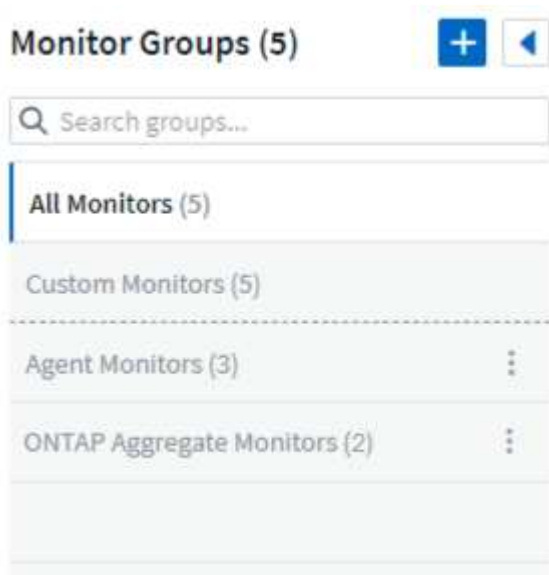 Monitor Groups (5)
Search groups...
All Monitors (5)
Custom Monitors (5)
Agent Monitors (3)
ONTAP Aggregate Monitors (2)